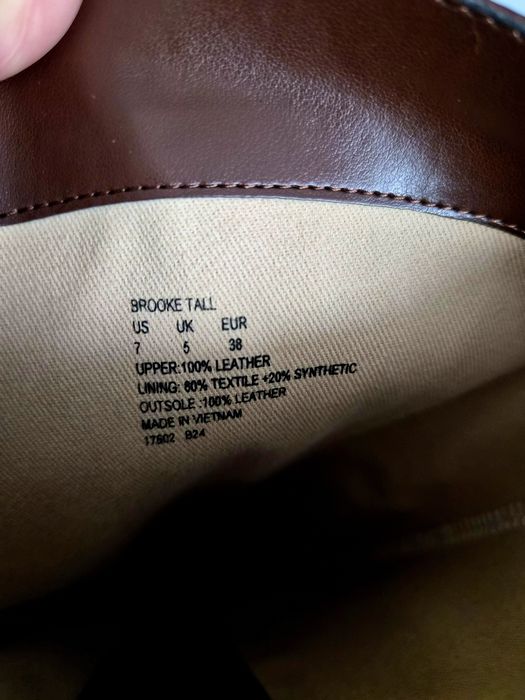 BROOKE TALL
US UK EUR
7 5 38
UPPER:100% LEATHER
LINING: 80% TEXTILE +20% SYNTHETIC
OUTSOLE :100% LEATHER
MADE IN VIETNAM
17802 B24